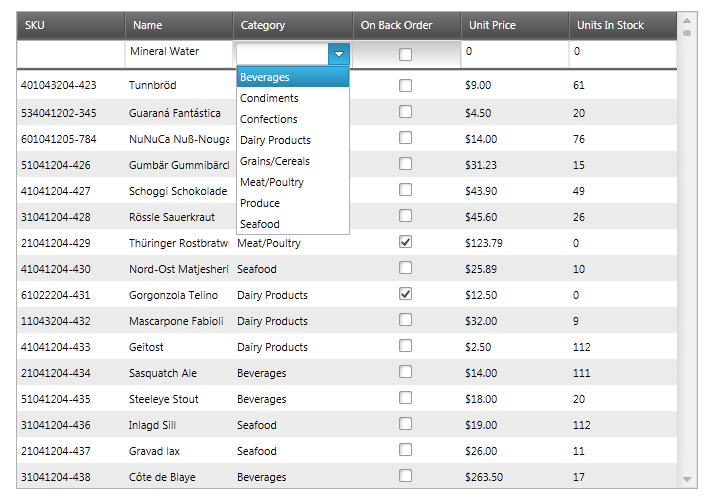 SKU Name Category On Back Order Unit Price Units In Stock
Mineral Water 0 0
Beverages
Condiments
Confections
Dairy Products
Grains/Cereals
Meat/Poultry
Produce
Seafood
401043204-423 Tunnbröd $9.00 61
534041202-345 Guaraná Fantástica $4.50 20
601041205-784 NuNuCa Nuß-Nouga $14.00 76
51041204-426 Gumbär Gummibärc $31.23 15
41041204-427 Schoggi Schokolade $43.90 49
31041204-428 Rössle Sauerkraut $45.60 26
21041204-429 Thüringer Rostbratw Meat/Poultry $123.79 0
41041204-430 Nord-Ost Matjesheri Seafood $25.89 10
61022204-431 Gorgonzola Telino Dairy Products $12.50 0
11043204-432 Mascarpone Fabioli Dairy Products $32.00 9
41041204-433 Geitost Dairy Products $2.50 112
21041204-434 Sasquatch Ale Beverages $14.00 111
51041204-435 Steeleye Stout Beverages $18.00 20
31041204-436 Inlagd Sill Seafood $19.00 112
21041204-437 Gravad lax Seafood $26.00 11
31041204-438 Côte de Blaye Beverages $263.50 17